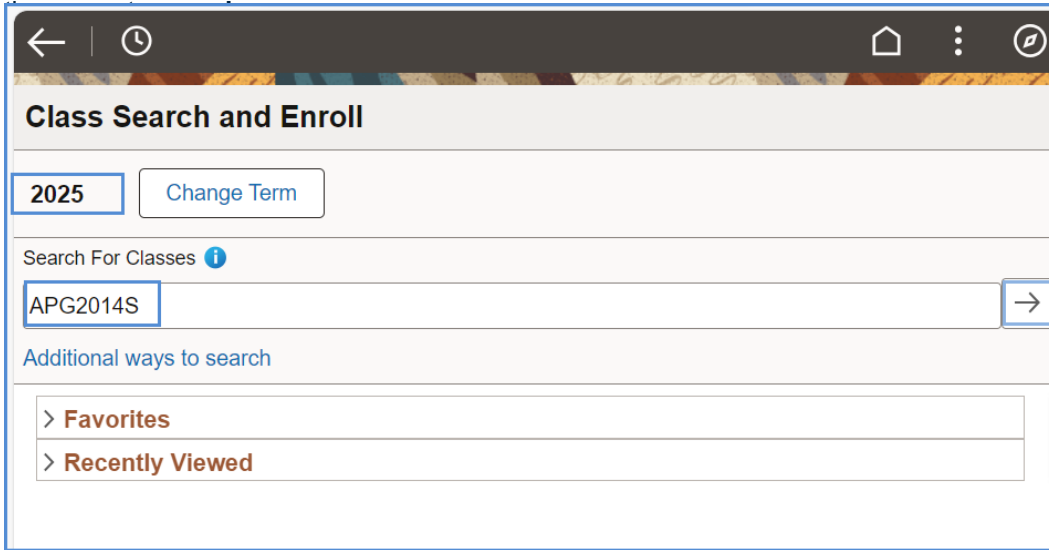 Class Search and Enroll
2025 Change Term
Search For Classes
APG2014S
Additional ways to search
Favorites
Recently Viewed